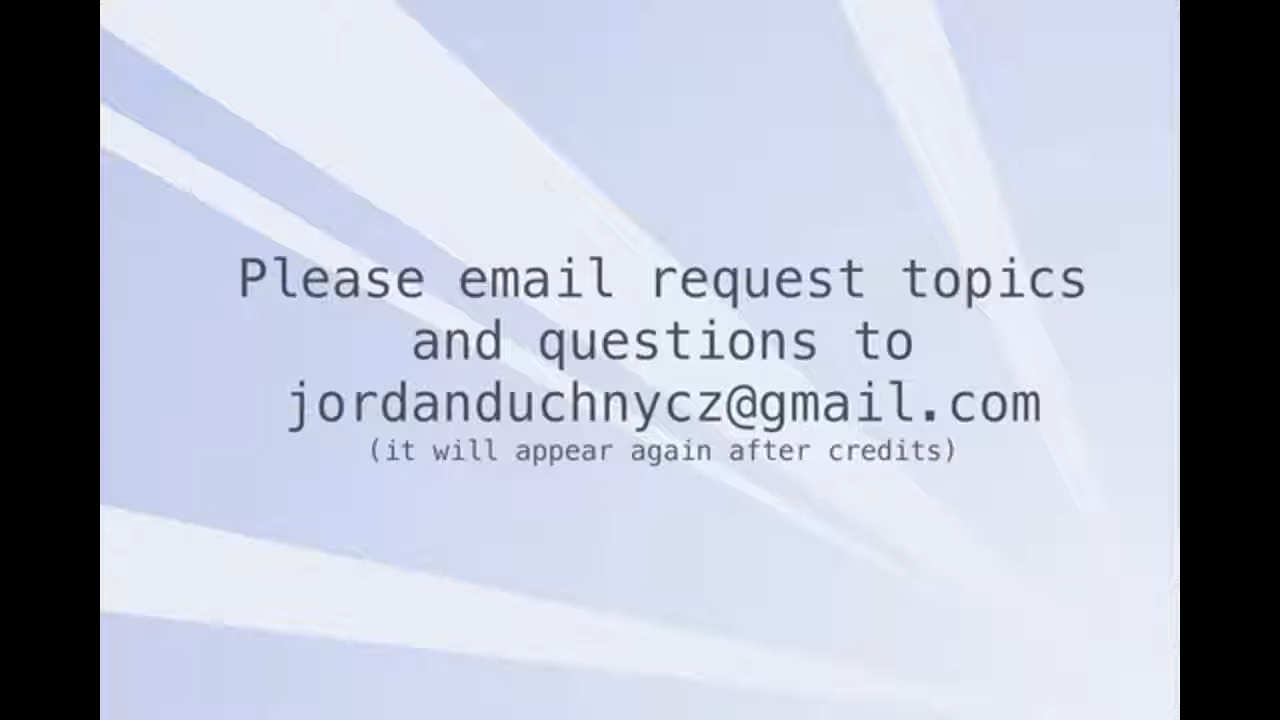 Please email request topics
and questions to
jordanduchnycz@gmail.com
(it will appear again after credits)